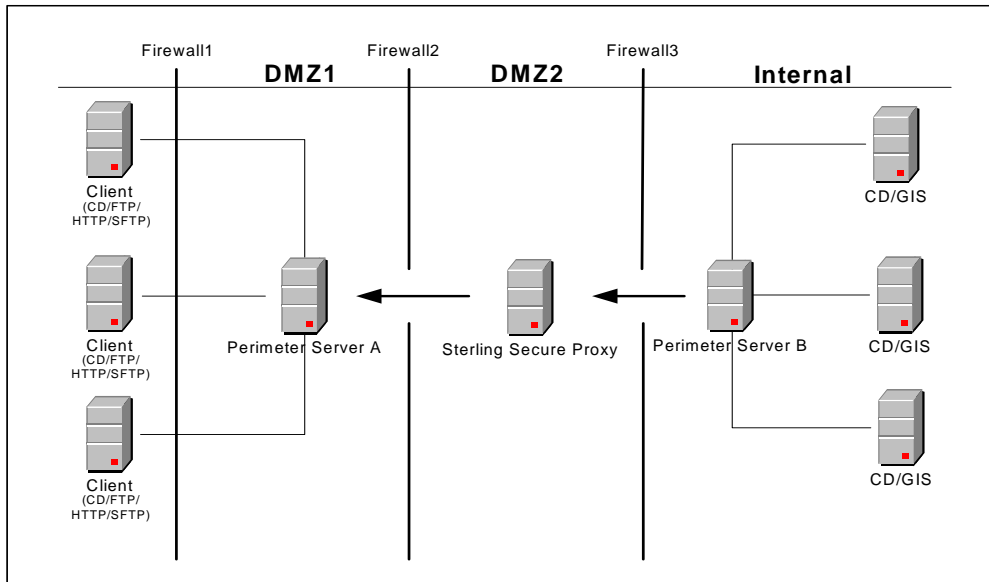 Firewall1
Firewall2
Firewall3
DMZ1
DMZ2
Internal
Client
(CD/FTP/
HTTP/SFTP)
CD/GIS
Client
(CD/FTP/
HTTP/SFTP)
Perimeter Server A
Sterling Secure Proxy
Perimeter Server B
CD/GIS
Client
(CD/FTP/
HTTP/SFTP)
CD/GIS